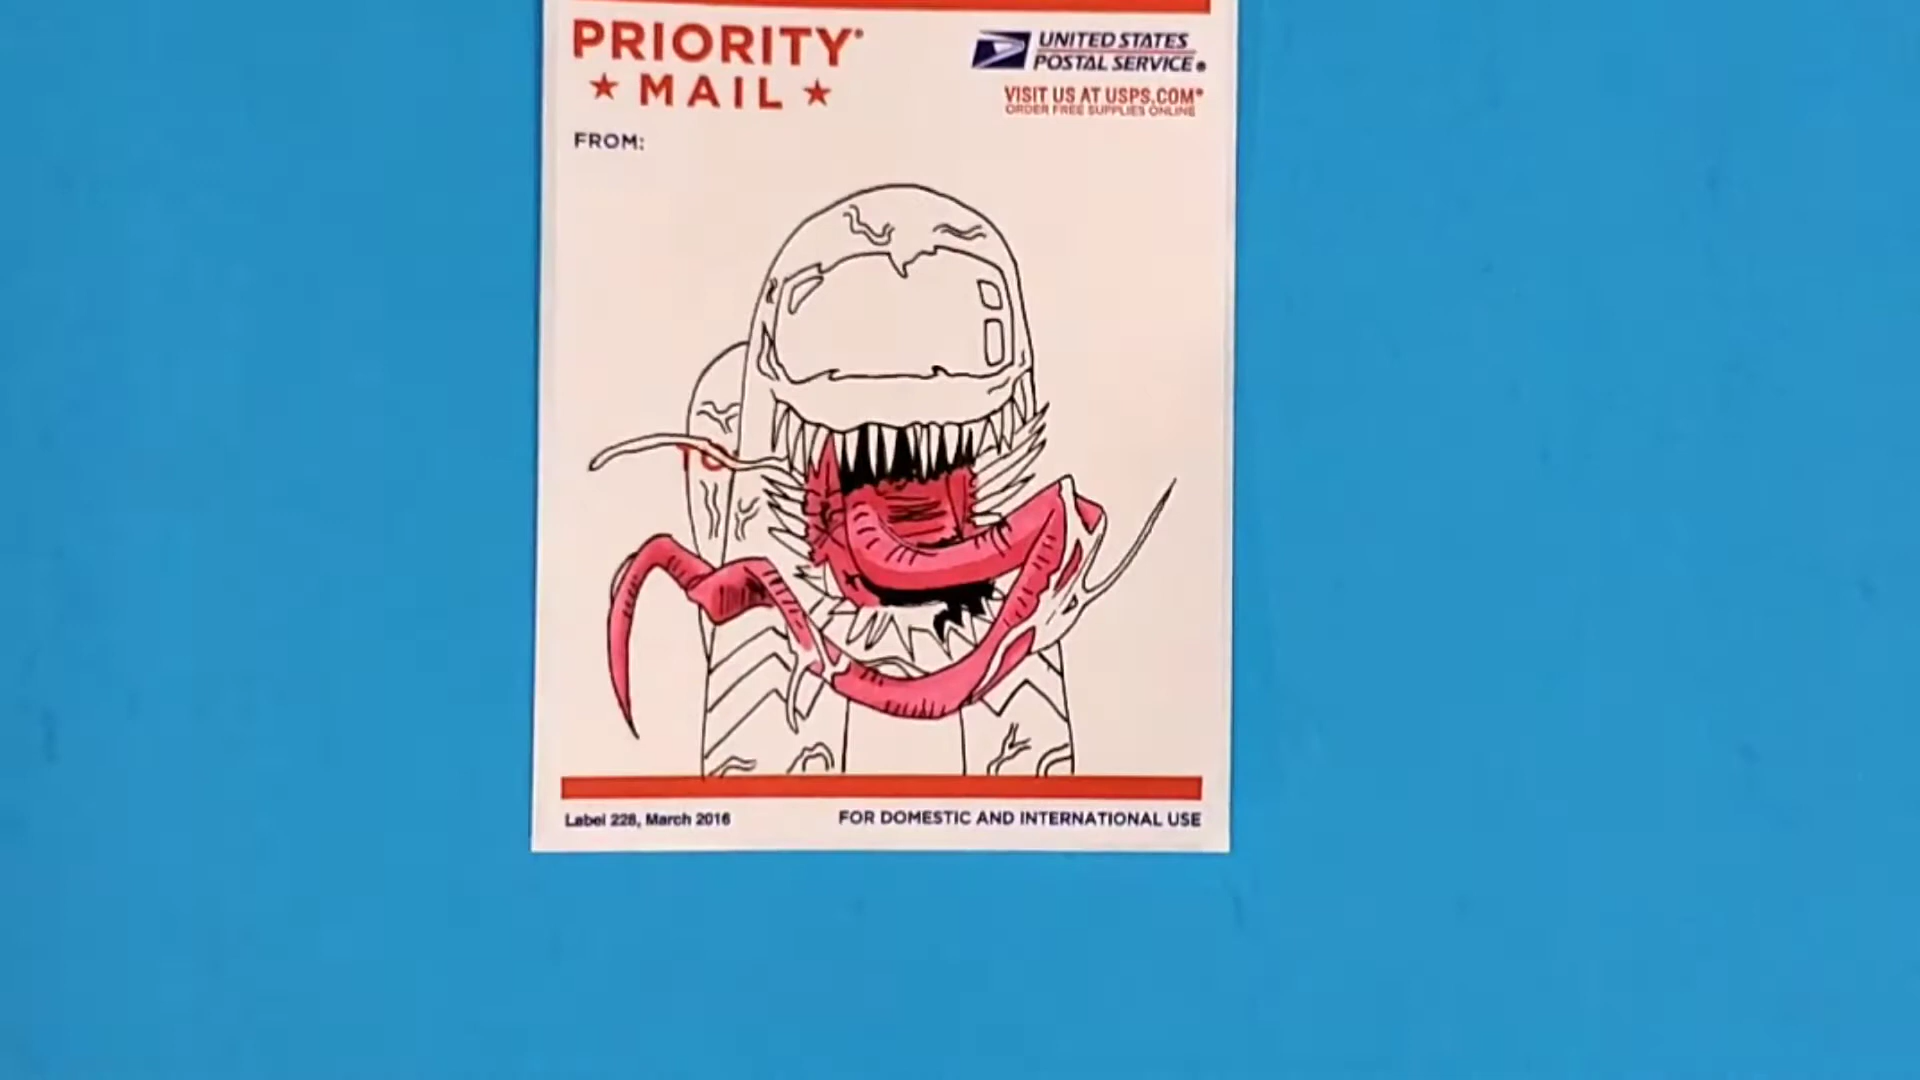 PRIORITY®
★ MAIL ★
UNITED STATES
POSTAL SERVICE®
VISIT US AT USPS.COM®
ORDER FREE SUPPLIES ONLINE
FROM:
TO
Label 228, March 2016
FOR DOMESTIC AND INTERNATIONAL USE